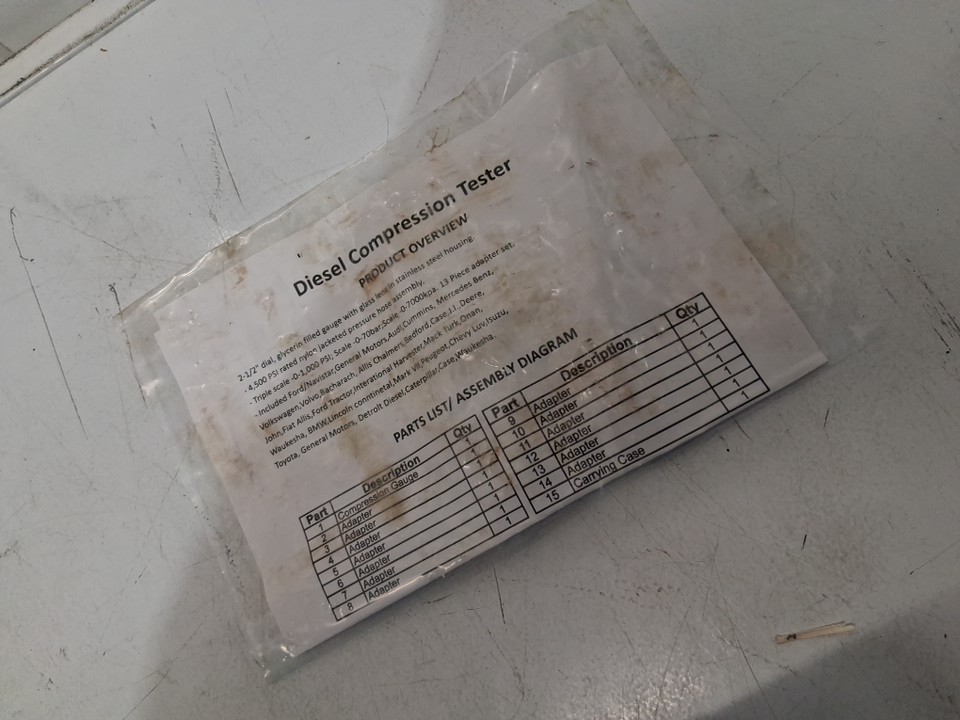 Diesel Compression Tester
PRODUCT OVERVIEW
2-1/2" dial, glycerin filled gauge with glass lens in stainless steel housing.
- 4,500 PSI rated nylon jacketed pressure hose assembly.
- Triple scale -0-1,000 PSI; Scale -0-70bar;Scale -0-7000kpa. 13 Piece adapter set.
- Included Ford/Navistar,General Motors,Audi,Cummins, Mercedes Benz,
Volkswagen,Volvo,Bacharach, Allis Chalmers,Bedford,Case,I.I.,Deere,
John,Fiat Allis,Ford Tractor,Interational Harvester,Mack Turk,Onan,
Waukesha, BMW,Lincoln conntinetal,Mark VII,Peugeot,Chevy Luv,Isuzu,
Toyota, General Motors, Detroit Diesel,Caterpillar,Case,Waukesha.
PARTS LIST/ ASSEMBLY DIAGRAM
Part Description Qty
1 Compression Gauge 1
2 Adapter 1
3 Adapter 1
4 Adapter 1
5 Adapter 1
6 Adapter 1
7 Adapter 1
8 Adapter 1
Part Description Qty
9 Adapter 1
10 Adapter 1
11 Adapter 1
12 Adapter 1
13 Adapter 1
14 Adapter 1
15 Carrying Case 1